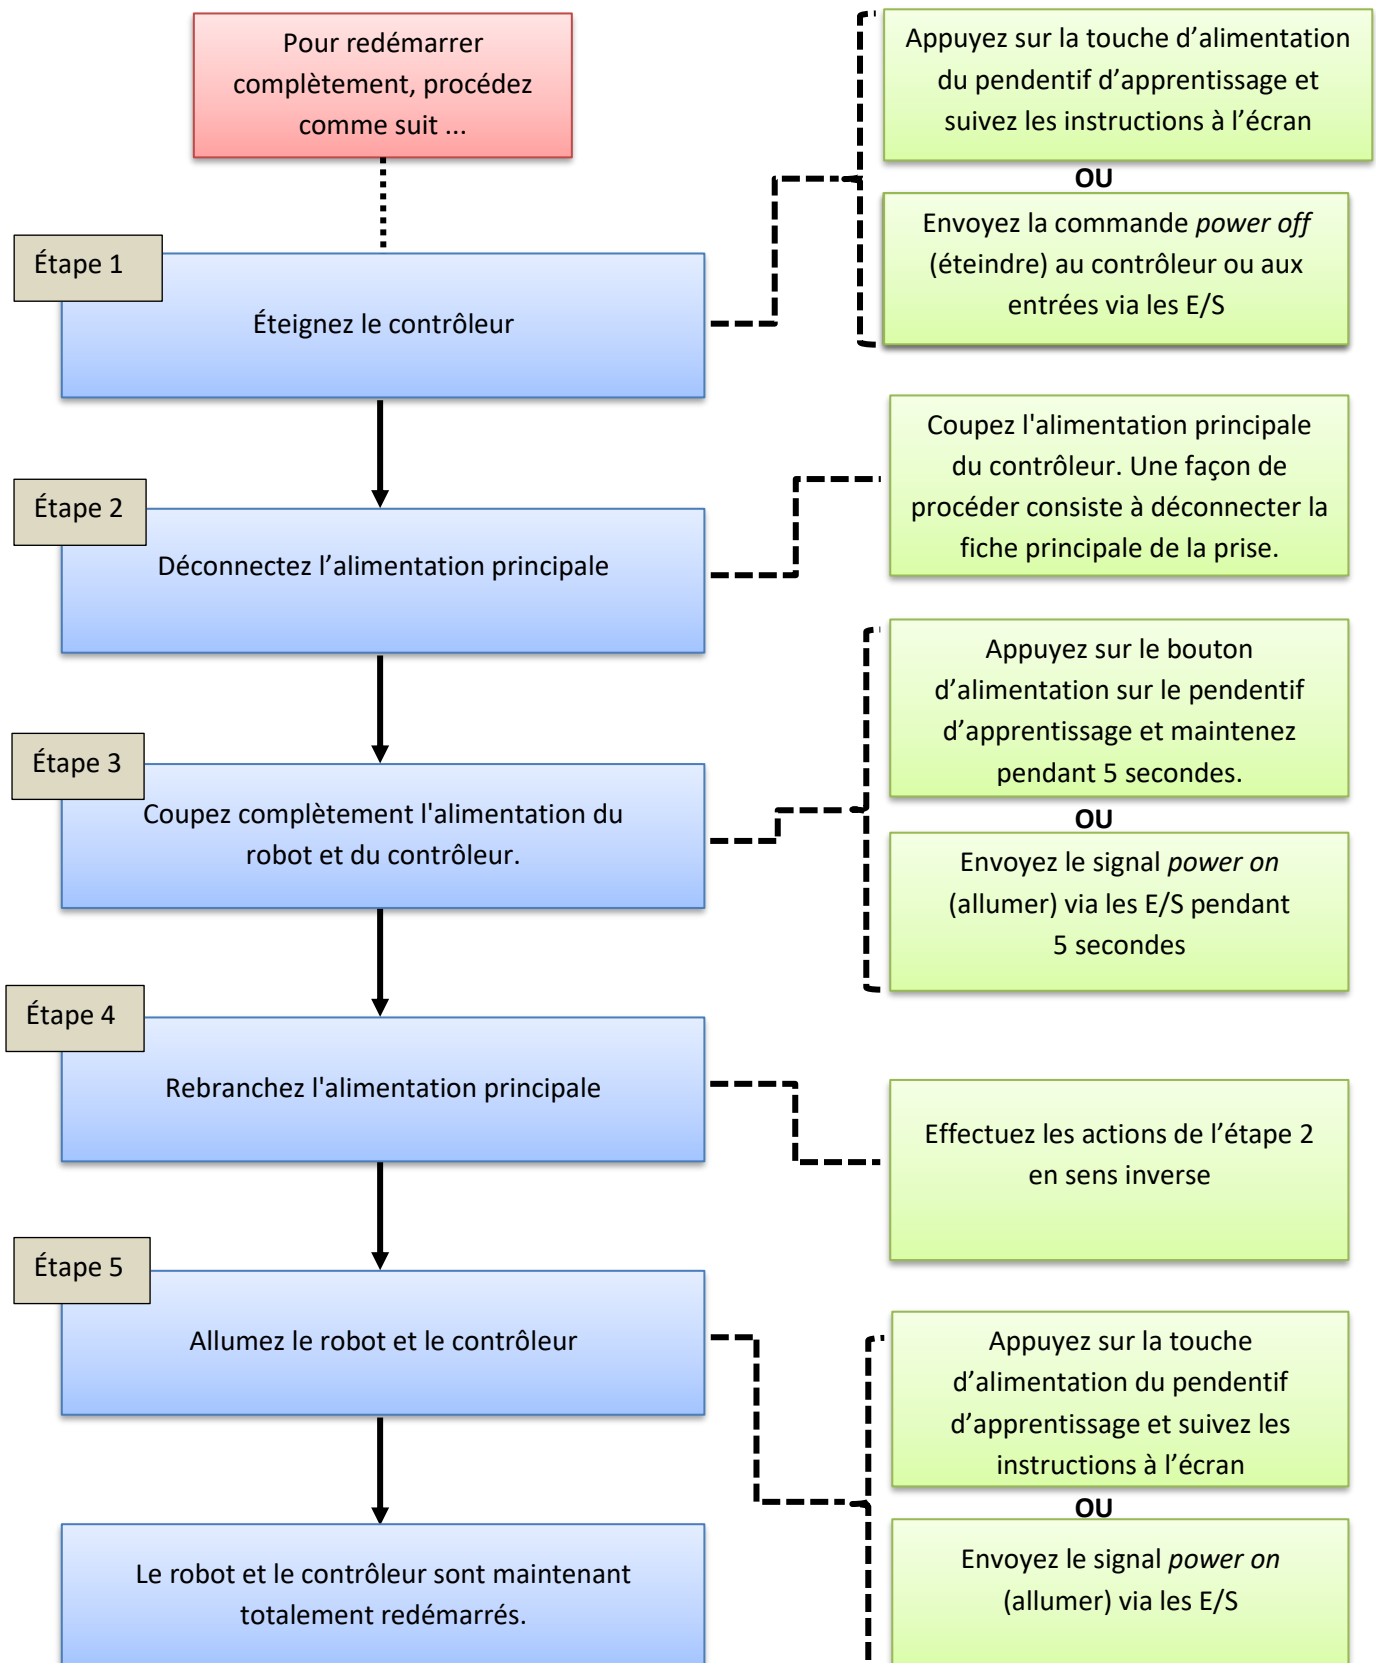 Pour redémarrer
complètement, procédez
comme suit ...
Appuyez sur la touche d’alimentation
du pendentif d’apprentissage et
suivez les instructions à l’écran
OU
Envoyez la commande power off
(éteindre) au contrôleur ou aux
entrées via les E/S
Étape 1
Éteignez le contrôleur
Coupez l'alimentation principale
du contrôleur. Une façon de
procéder consiste à déconnecter la
fiche principale de la prise.
Étape 2
Déconnectez l’alimentation principale
Appuyez sur le bouton
d’alimentation sur le pendentif
d’apprentissage et maintenez
pendant 5 secondes.
OU
Envoyez le signal power on
(allumer) via les E/S pendant
5 secondes
Étape 3
Coupez complètement l'alimentation du
robot et du contrôleur.
Étape 4
Rebranchez l'alimentation principale
Effectuez les actions de l’étape 2
en sens inverse
Étape 5
Allumez le robot et le contrôleur
Appuyez sur la touche
d’alimentation du pendentif
d’apprentissage et suivez les
instructions à l’écran
OU
Envoyez le signal power on
(allumer) via les E/S
Le robot et le contrôleur sont maintenant
totalement redémarrés.